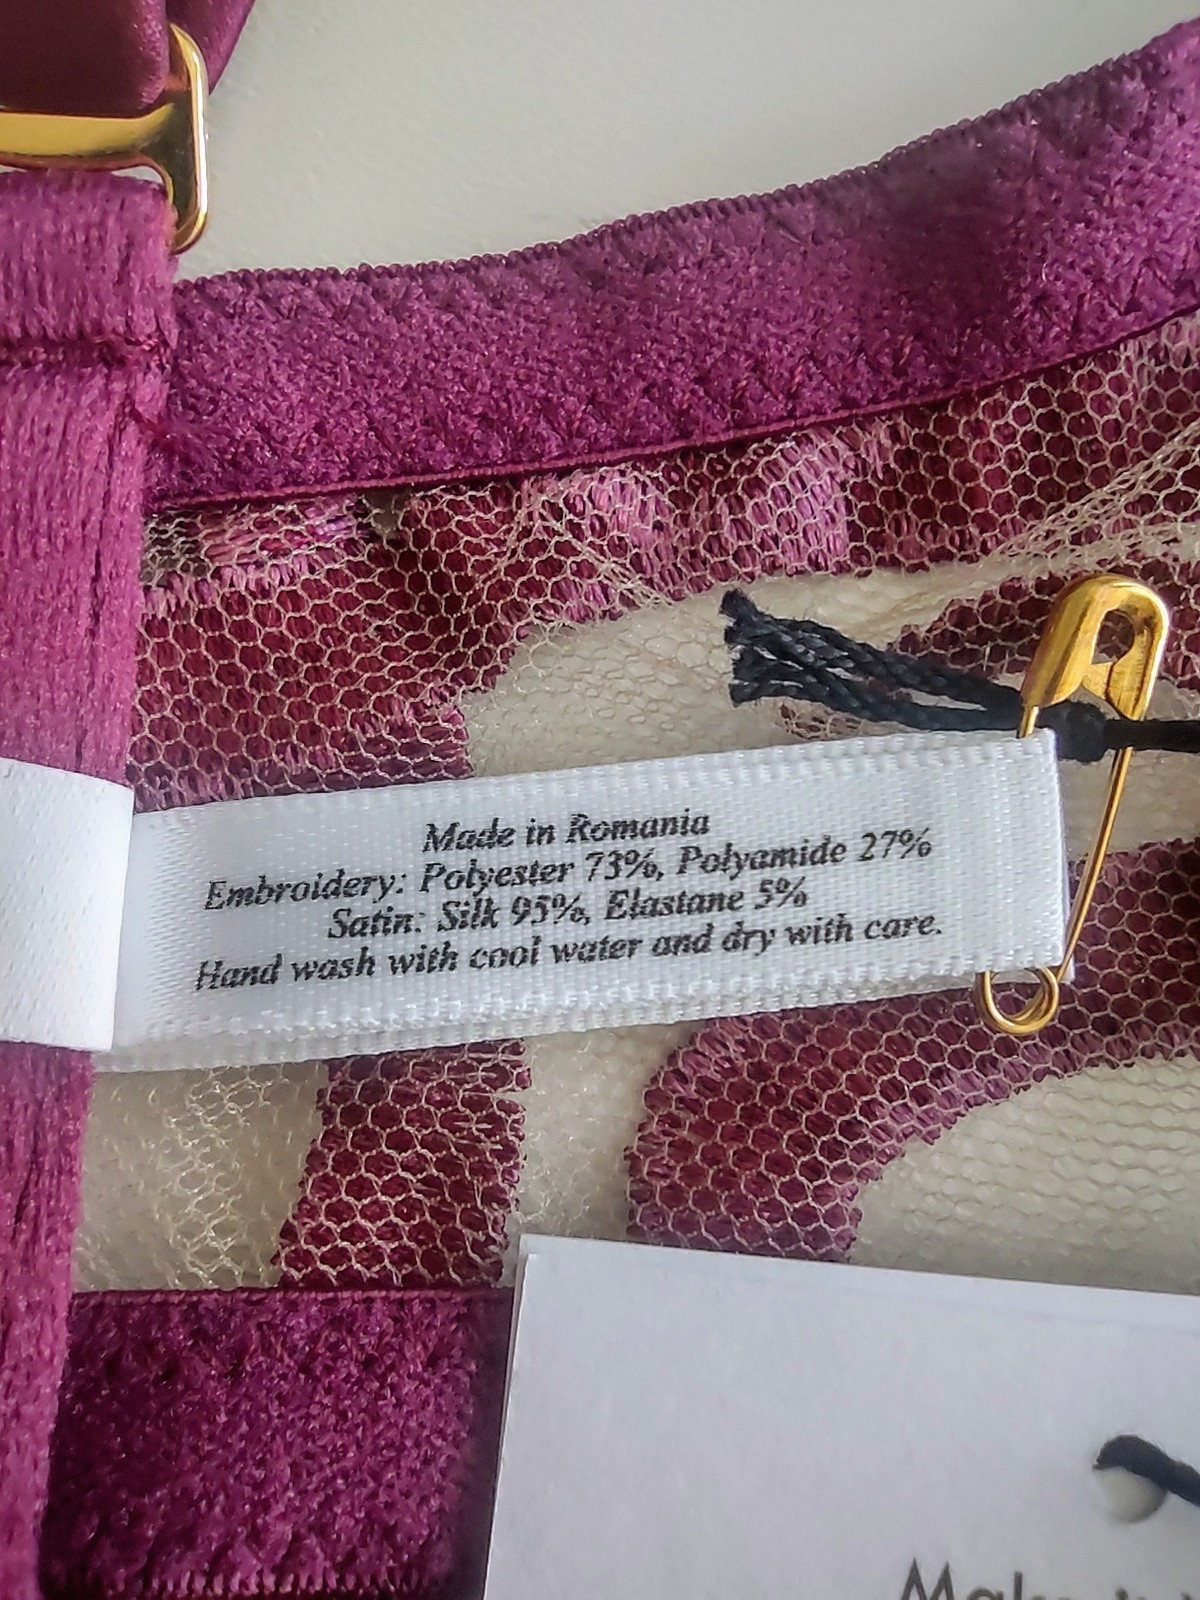 Made in Romania
Embroidery: Polyester 73%, Polyamide 27%
Satin: Silk 95%, Elastane 5%
Hand wash with cool water and dry with care.